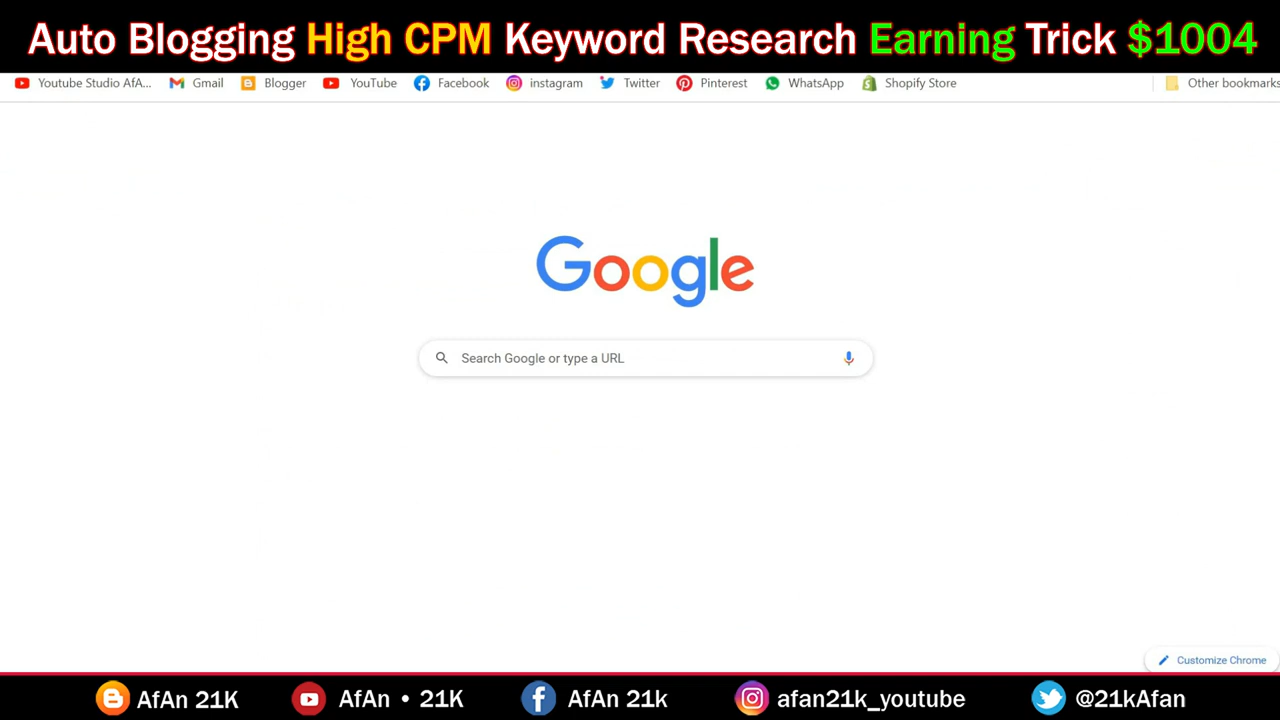 Auto Blogging High CPM Keyword Research Earning Trick $1004
Youtube Studio AfA... Gmail Blogger YouTube Facebook instagram Twitter Pinterest WhatsApp Shopify Store Other bookmarks
Google
Search Google or type a URL
Customize Chrome
AfAn 21K AfAn • 21K AfAn 21k afan21k_youtube @21kAfan